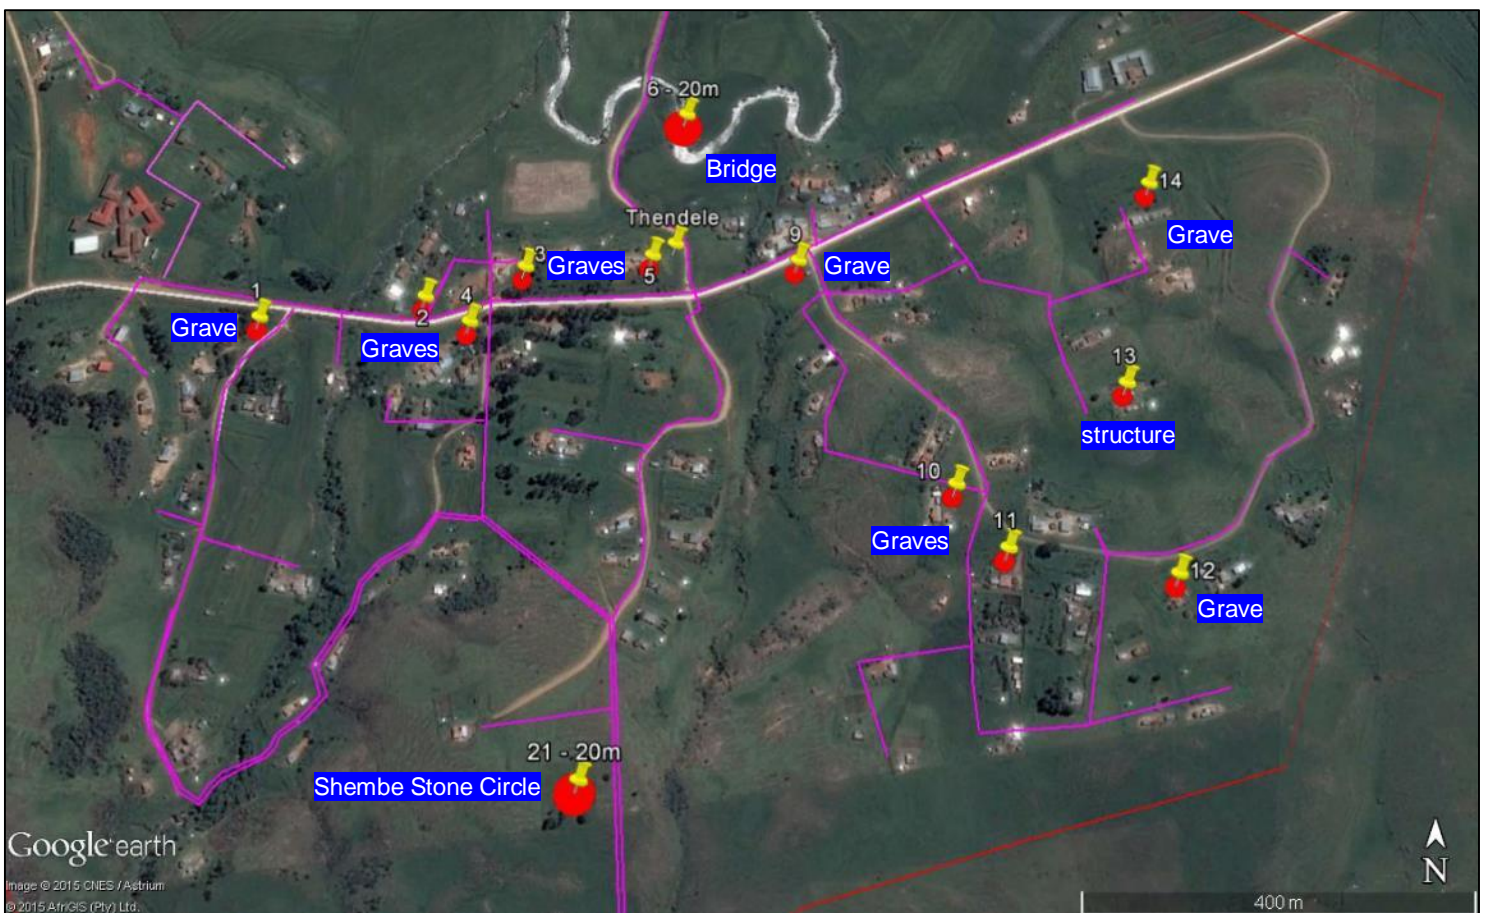 6 - 20m
Bridge
14
Thendele
Grave
9
3
Graves
5
Grave
1
4
2
Grave
Graves
13
structure
10
11
Graves
12
Grave
21 - 20m
Shembe Stone Circle
Google earth
N
Image © 2015 CNES / Astrium
400 m
© 2015 AfriGIS (Pty) Ltd.